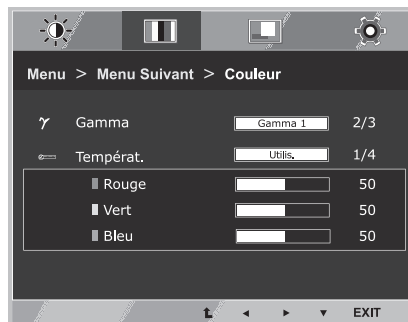 Menu > Menu Suivant > Couleur
γ Gamma Gamma 1 2/3
Températ. Utilis. 1/4
Rouge 50
Vert 50
Bleu 50
EXIT